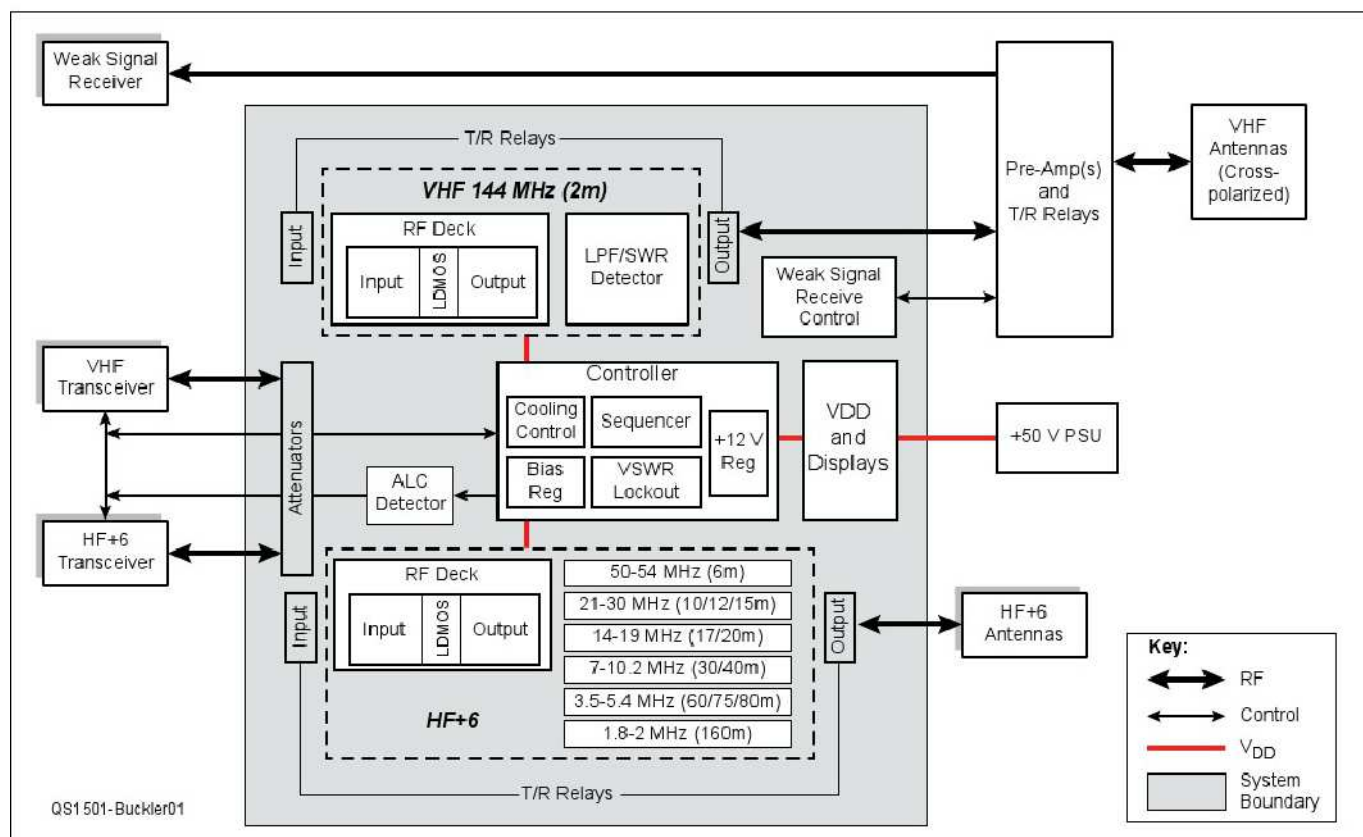 Weak Signal
Receiver
T/R Relays
VHF 144 MHz (2m)
Input
RF Deck
Input
LDMOS
Output
LPF/SWR
Detector
Output
Pre-Amp(s)
and
T/R Relays
VHF
Antennas
(Cross-
polarized)
Weak Signal
Receive
Control
VHF
Transceiver
HF+6
Transceiver
Attenuators
ALC
Detector
Controller
Cooling
Control
Sequencer
Bias
Reg
VSWR
Lockout
+12 V
Reg
VDD
and
Displays
+50 V PSU
Input
RF Deck
Input
LDMOS
Output
HF+6
50-54 MHz (6m)
21-30 MHz (10/12/15m)
14-19 MHz (17/20m)
7-10.2 MHz (30/40m)
3.5-5.4 MHz (60/75/80m)
1.8-2 MHz (160m)
Output
HF+6
Antennas
T/R Relays
Key:
RF
Control
VDD
System
Boundary
QS1501-Buckler01